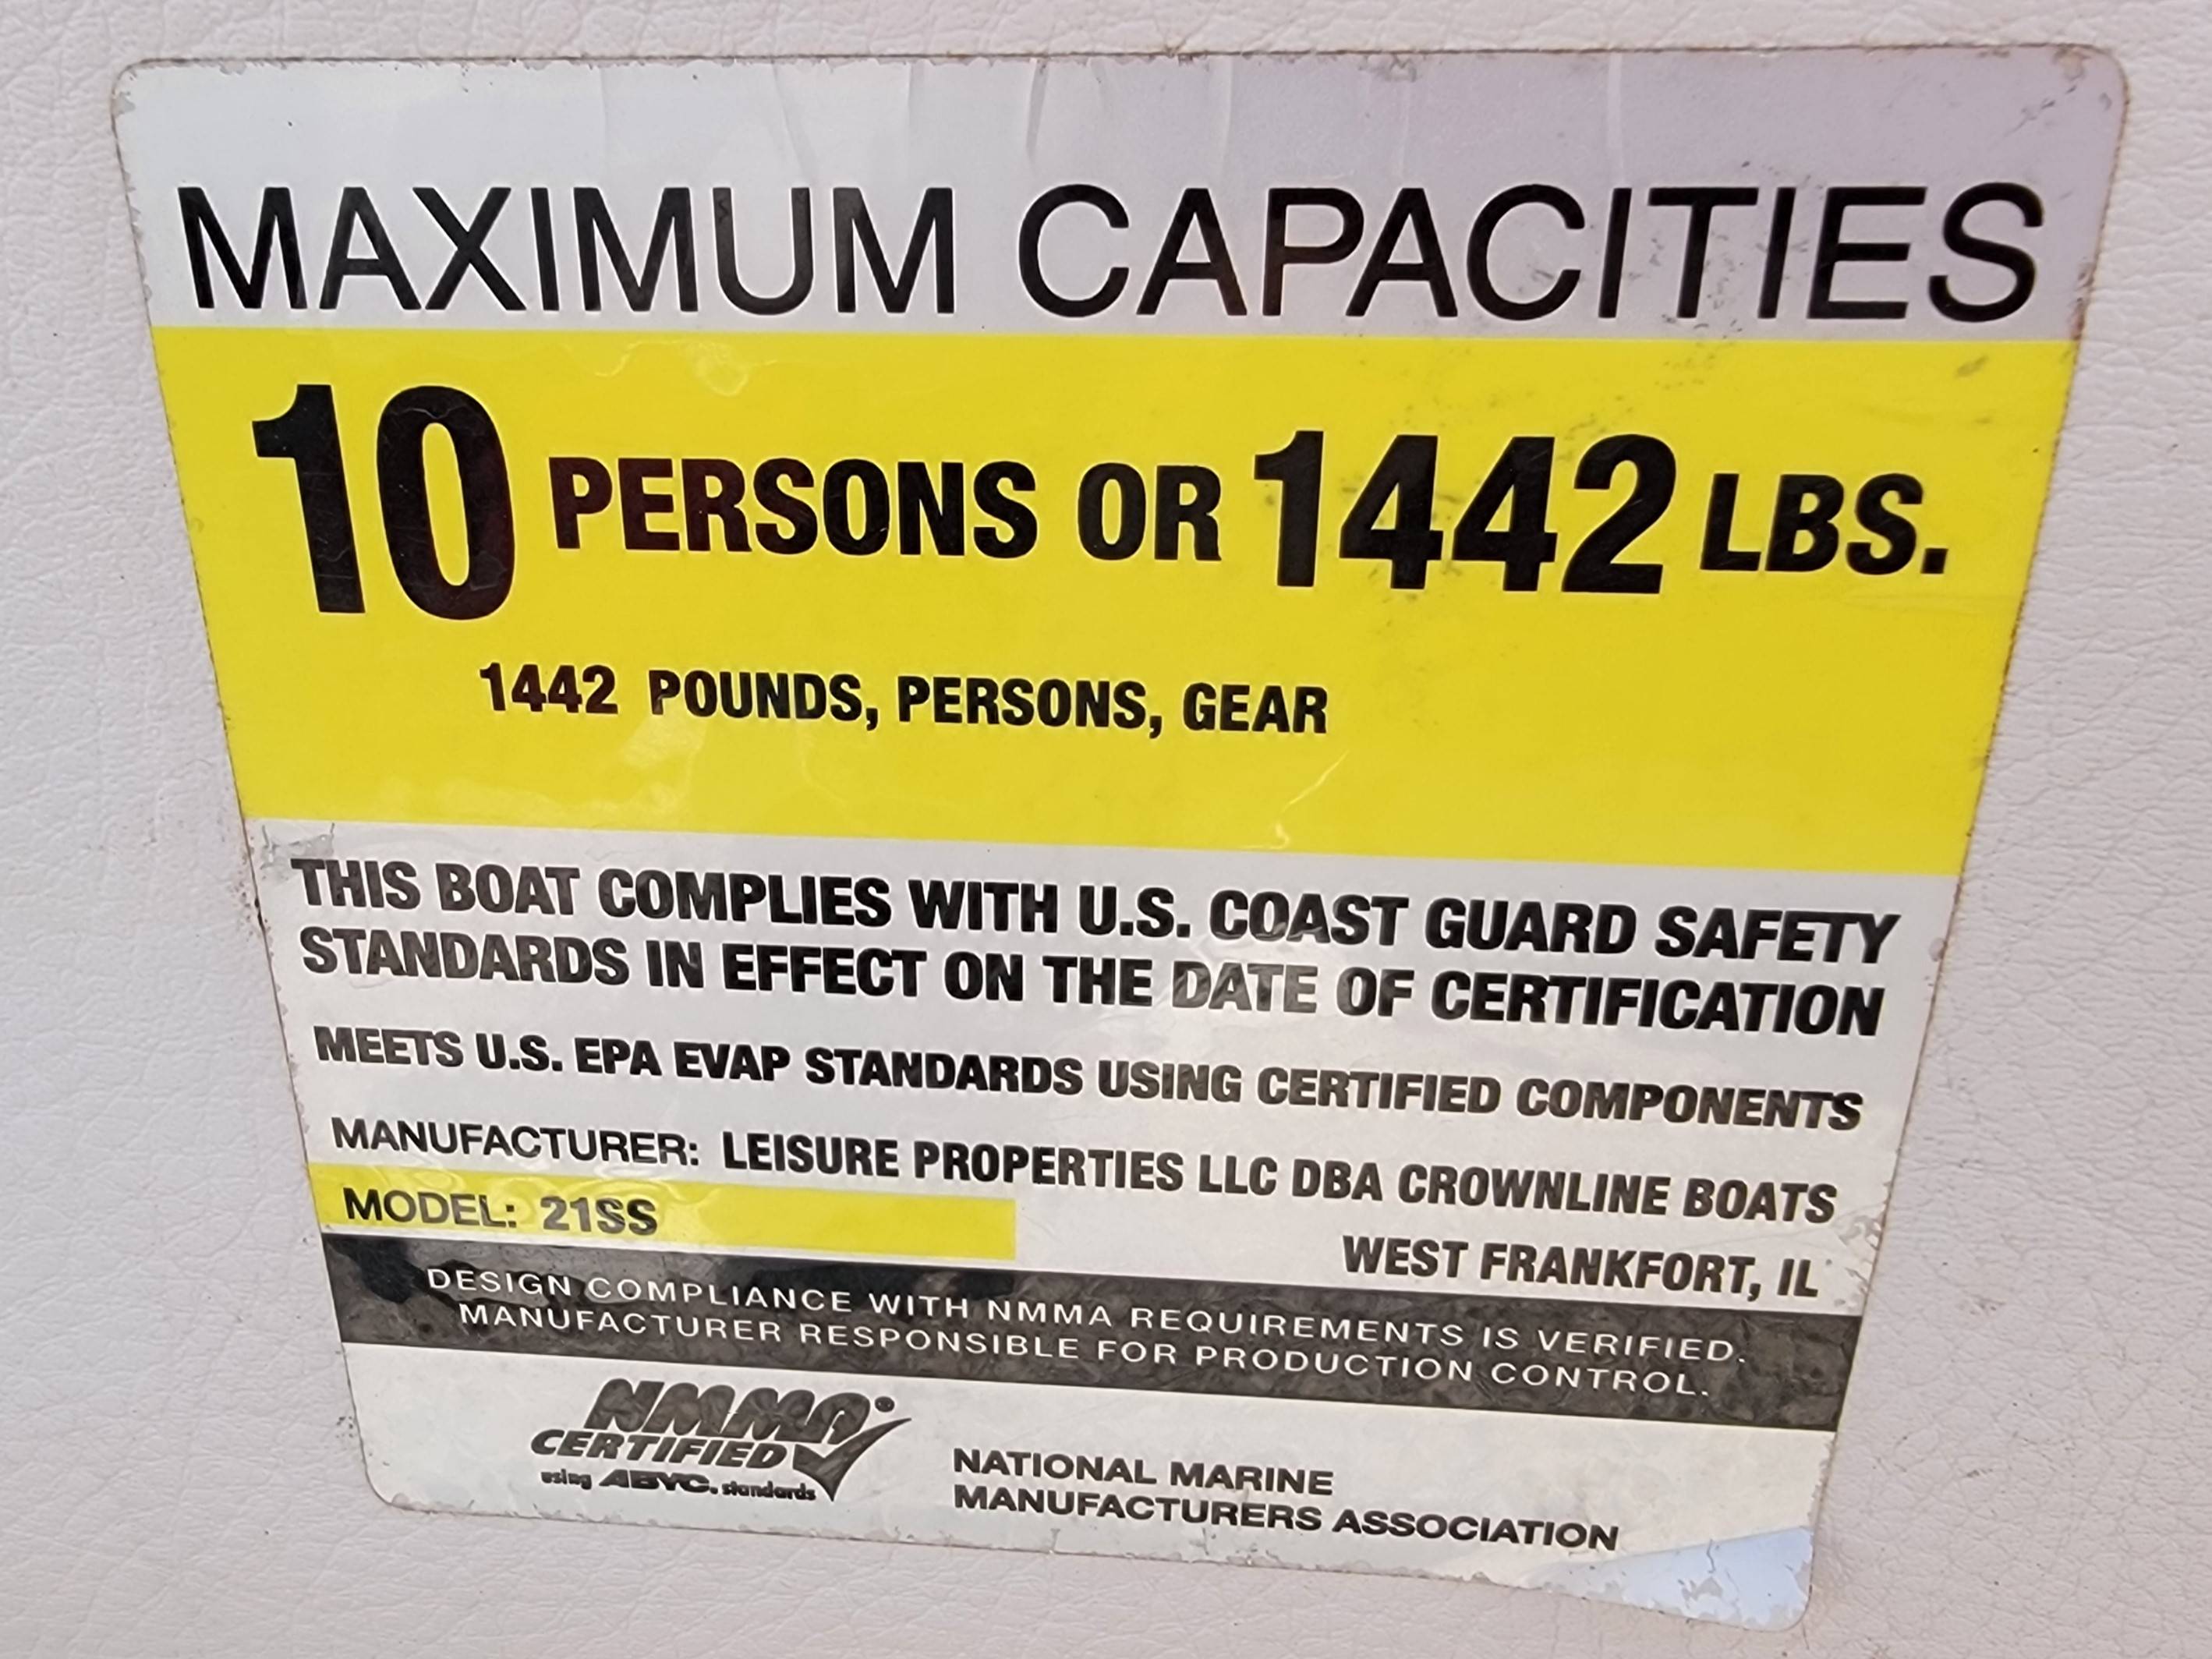 MAXIMUM CAPACITIES
10 PERSONS OR 1442 LBS.
1442 POUNDS, PERSONS, GEAR
THIS BOAT COMPLIES WITH U.S. COAST GUARD SAFETY
STANDARDS IN EFFECT ON THE DATE OF CERTIFICATION
MEETS U.S. EPA EVAP STANDARDS USING CERTIFIED COMPONENTS
MANUFACTURER: LEISURE PROPERTIES LLC DBA CROWNLINE BOATS
MODEL: 21SS
WEST FRANKFORT, IL
DESIGN COMPLIANCE WITH NMMA REQUIREMENTS IS VERIFIED.
MANUFACTURER RESPONSIBLE FOR PRODUCTION CONTROL.
NMMA®
CERTIFIED
using ABYC. standards
NATIONAL MARINE
MANUFACTURERS ASSOCIATION